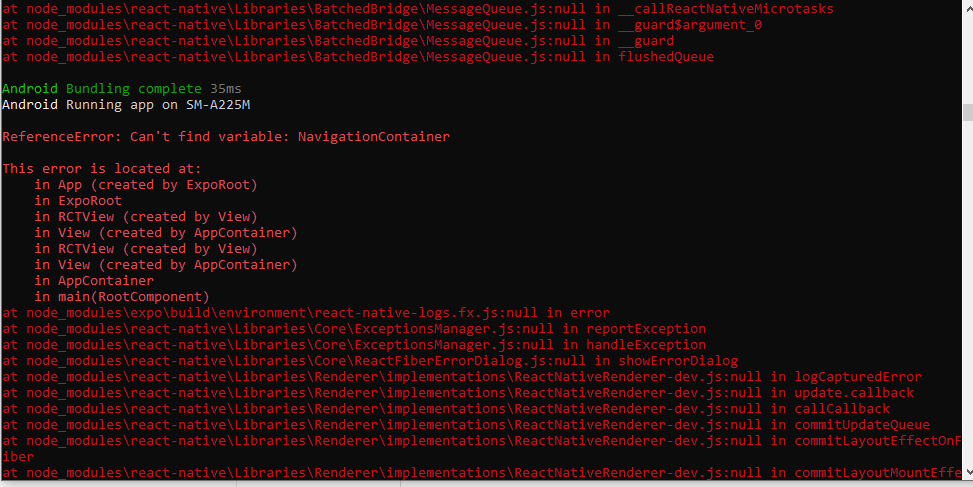 at node_modules\react-native\Libraries\BatchedBridge\MessageQueue.js:null in __callReactNativeMicrotasks
at node_modules\react-native\Libraries\BatchedBridge\MessageQueue.js:null in __guard$argument_0
at node_modules\react-native\Libraries\BatchedBridge\MessageQueue.js:null in __guard
at node_modules\react-native\Libraries\BatchedBridge\MessageQueue.js:null in flushedQueue
Android Bundling complete 35ms
Android Running app on SM-A225M
ReferenceError: Can't find variable: NavigationContainer
This error is located at:
    in App (created by ExpoRoot)
    in ExpoRoot
    in RCTView (created by View)
    in View (created by AppContainer)
    in RCTView (created by View)
    in View (created by AppContainer)
    in AppContainer
    in main(RootComponent)
at node_modules\expo\build\environment\react-native-logs.fx.js:null in error
at node_modules\react-native\Libraries\Core\ExceptionsManager.js:null in reportException
at node_modules\react-native\Libraries\Core\ExceptionsManager.js:null in handleException
at node_modules\react-native\Libraries\Core\ReactFiberErrorDialog.js:null in showErrorDialog
at node_modules\react-native\Libraries\Renderer\implementations\ReactNativeRenderer-dev.js:null in logCapturedError
at node_modules\react-native\Libraries\Renderer\implementations\ReactNativeRenderer-dev.js:null in update.callback
at node_modules\react-native\Libraries\Renderer\implementations\ReactNativeRenderer-dev.js:null in callCallback
at node_modules\react-native\Libraries\Renderer\implementations\ReactNativeRenderer-dev.js:null in commitUpdateQueue
at node_modules\react-native\Libraries\Renderer\implementations\ReactNativeRenderer-dev.js:null in commitLayoutEffectOnF
iber
at node_modules\react-native\Libraries\Renderer\implementations\ReactNativeRenderer-dev.js:null in commitLayoutMountEffe